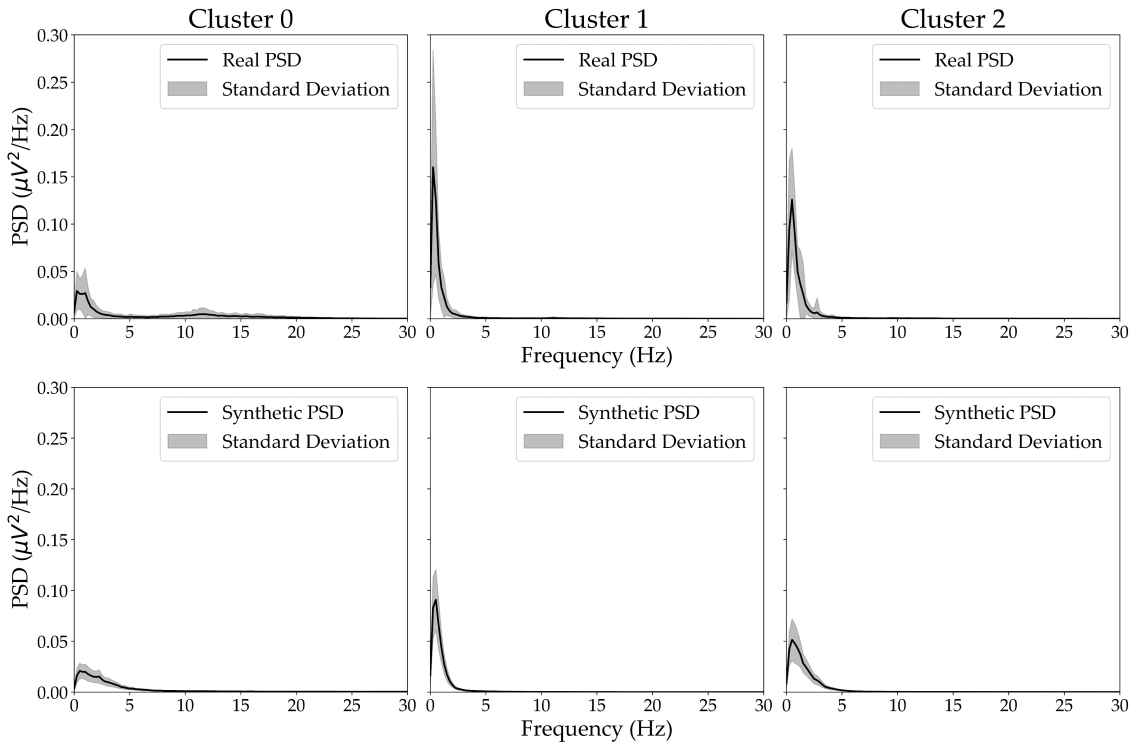 Cluster 0
Cluster 1
Cluster 2
0.30
0.25
0.20
0.15
0.10
0.05
0.00
PSD (μV²/Hz)
Real PSD
Standard Deviation
Real PSD
Standard Deviation
Real PSD
Standard Deviation
0 5 10 15 20 25 30
0 5 10 15 20 25 30
0 5 10 15 20 25 30
Frequency (Hz)
0.30
0.25
0.20
0.15
0.10
0.05
0.00
PSD (μV²/Hz)
Synthetic PSD
Standard Deviation
Synthetic PSD
Standard Deviation
Synthetic PSD
Standard Deviation
0 5 10 15 20 25 30
0 5 10 15 20 25 30
0 5 10 15 20 25 30
Frequency (Hz)